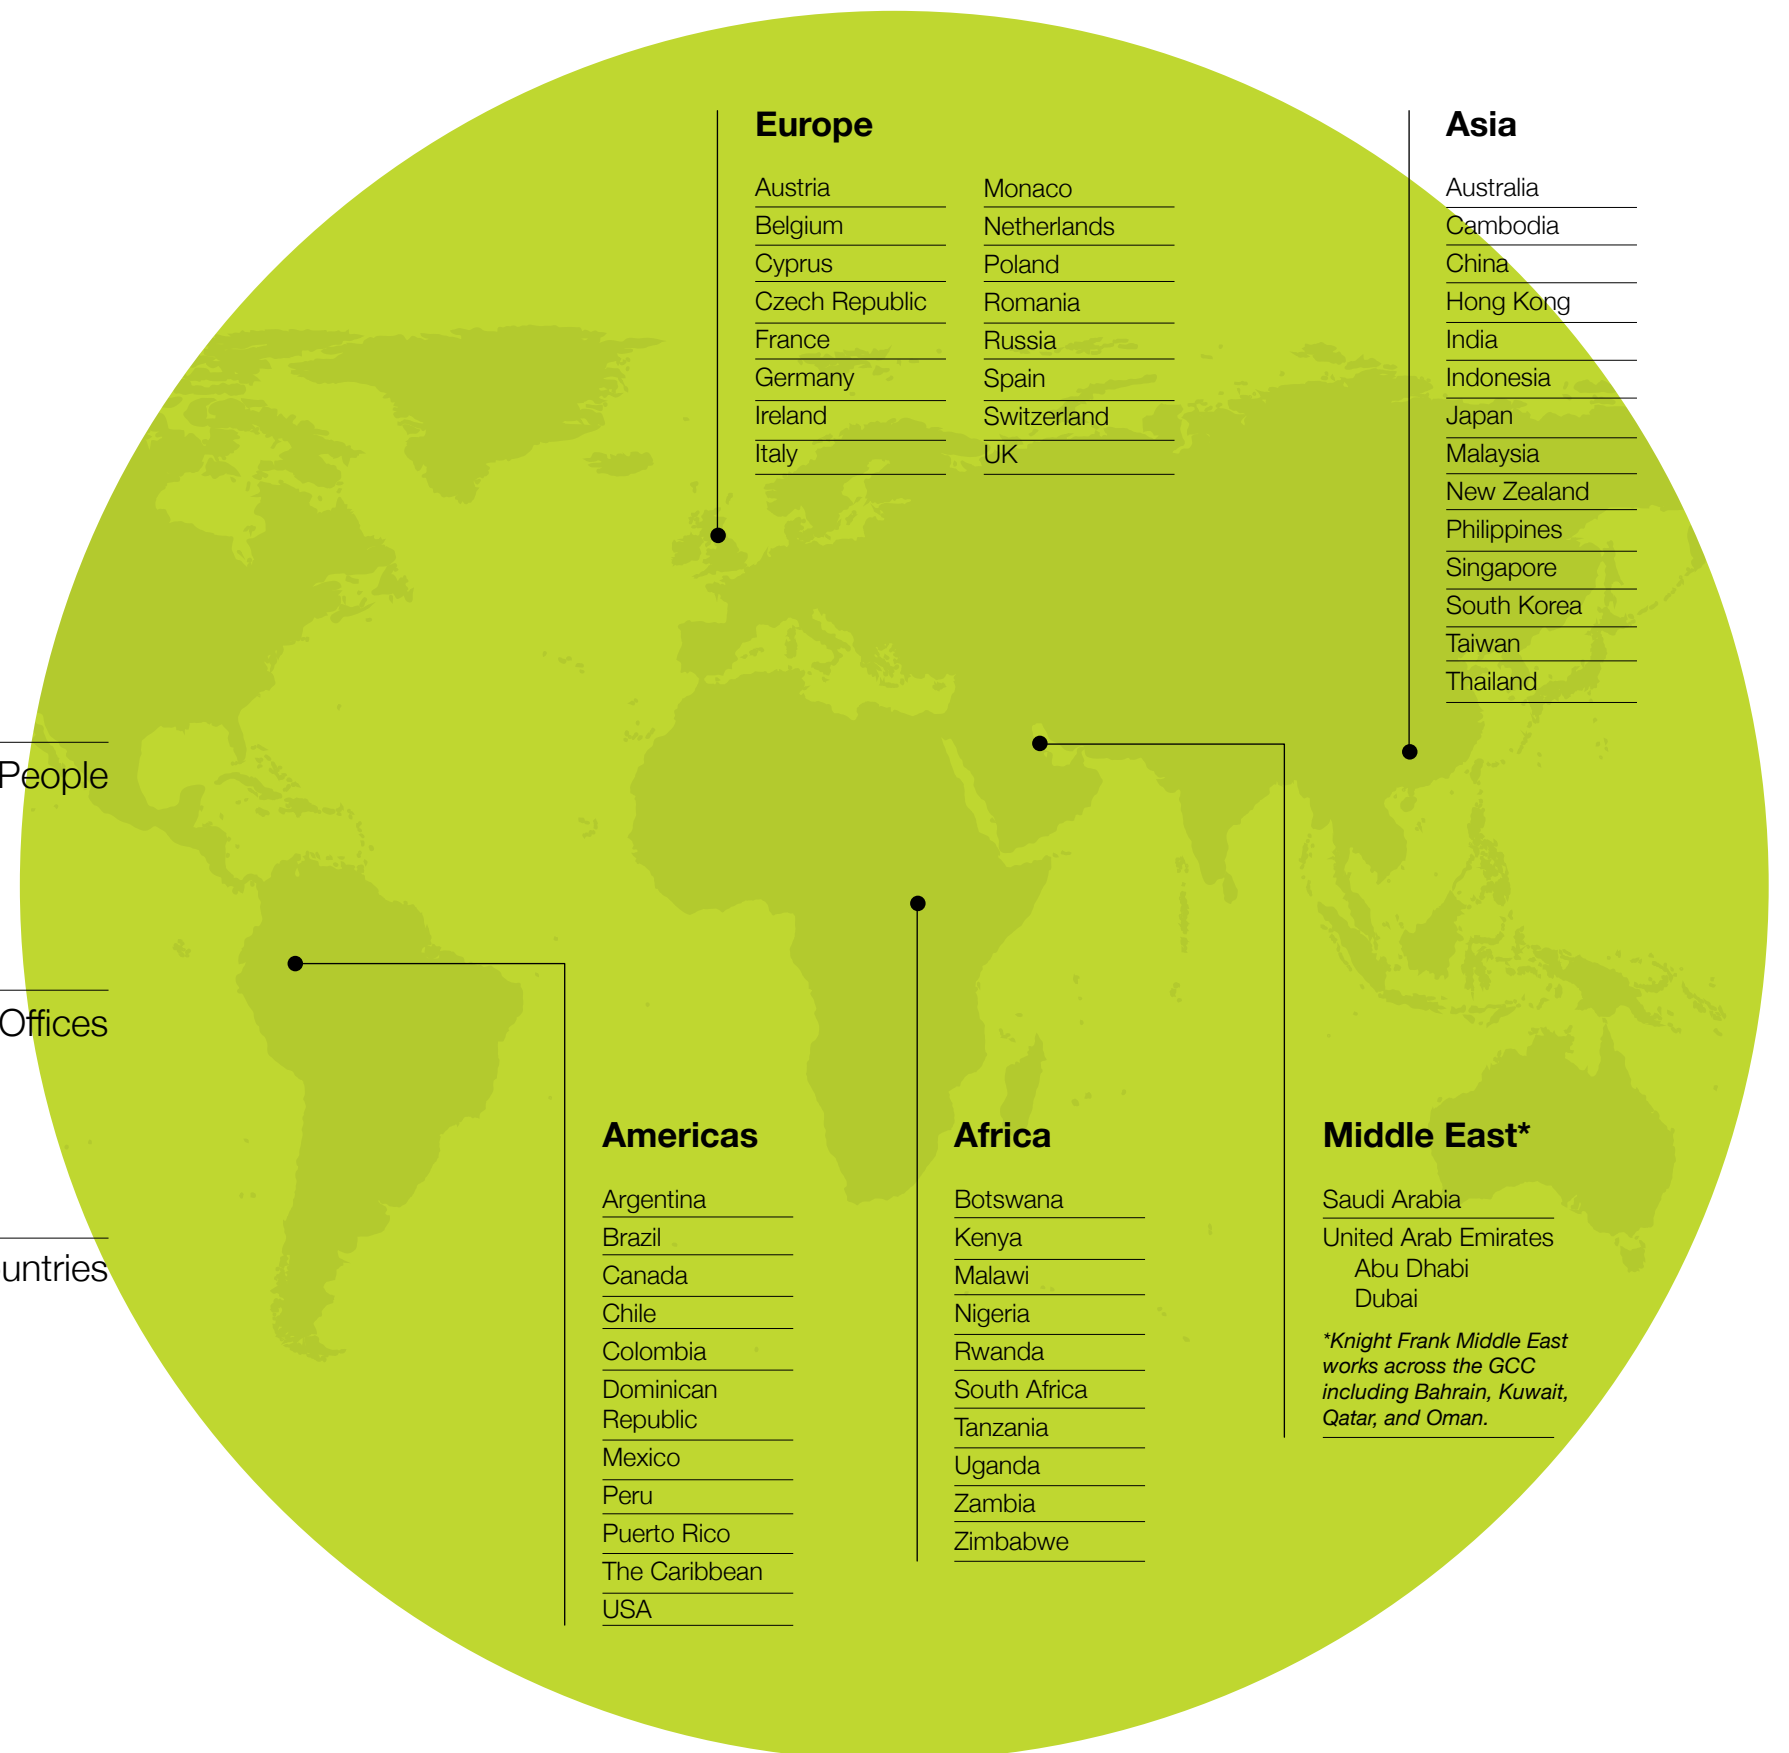 Europe
Austria
Belgium
Cyprus
Czech Republic
France
Germany
Ireland
Italy
Monaco
Netherlands
Poland
Romania
Russia
Spain
Switzerland
UK
Asia
Australia
Cambodia
China
Hong Kong
India
Indonesia
Japan
Malaysia
New Zealand
Philippines
Singapore
South Korea
Taiwan
Thailand
People
Offices
untries
Americas
Argentina
Brazil
Canada
Chile
Colombia
Dominican
Republic
Mexico
Peru
Puerto Rico
The Caribbean
USA
Africa
Botswana
Kenya
Malawi
Nigeria
Rwanda
South Africa
Tanzania
Uganda
Zambia
Zimbabwe
Middle East*
Saudi Arabia
United Arab Emirates
Abu Dhabi
Dubai
*Knight Frank Middle East
works across the GCC
including Bahrain, Kuwait,
Qatar, and Oman.